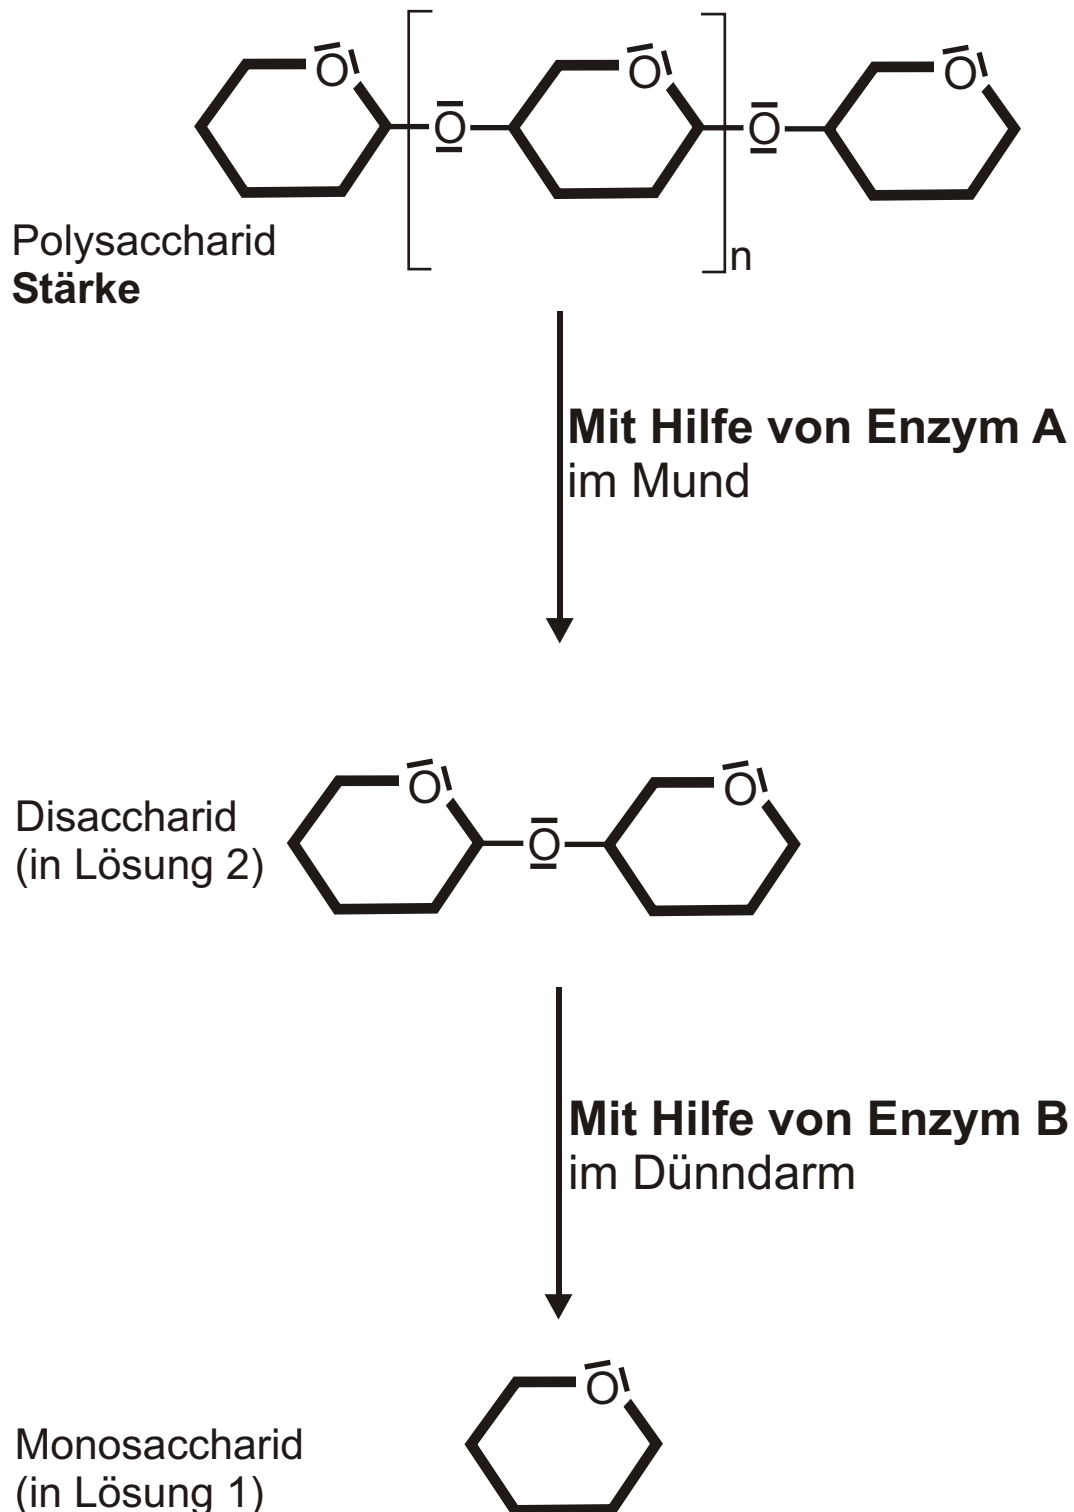 O
O
O
O
O
n
Polysaccharid
Stärke
Mit Hilfe von Enzym A
im Mund
O
O
O
Disaccharid
(in Lösung 2)
Mit Hilfe von Enzym B
im Dünndarm
O
Monosaccharid
(in Lösung 1)